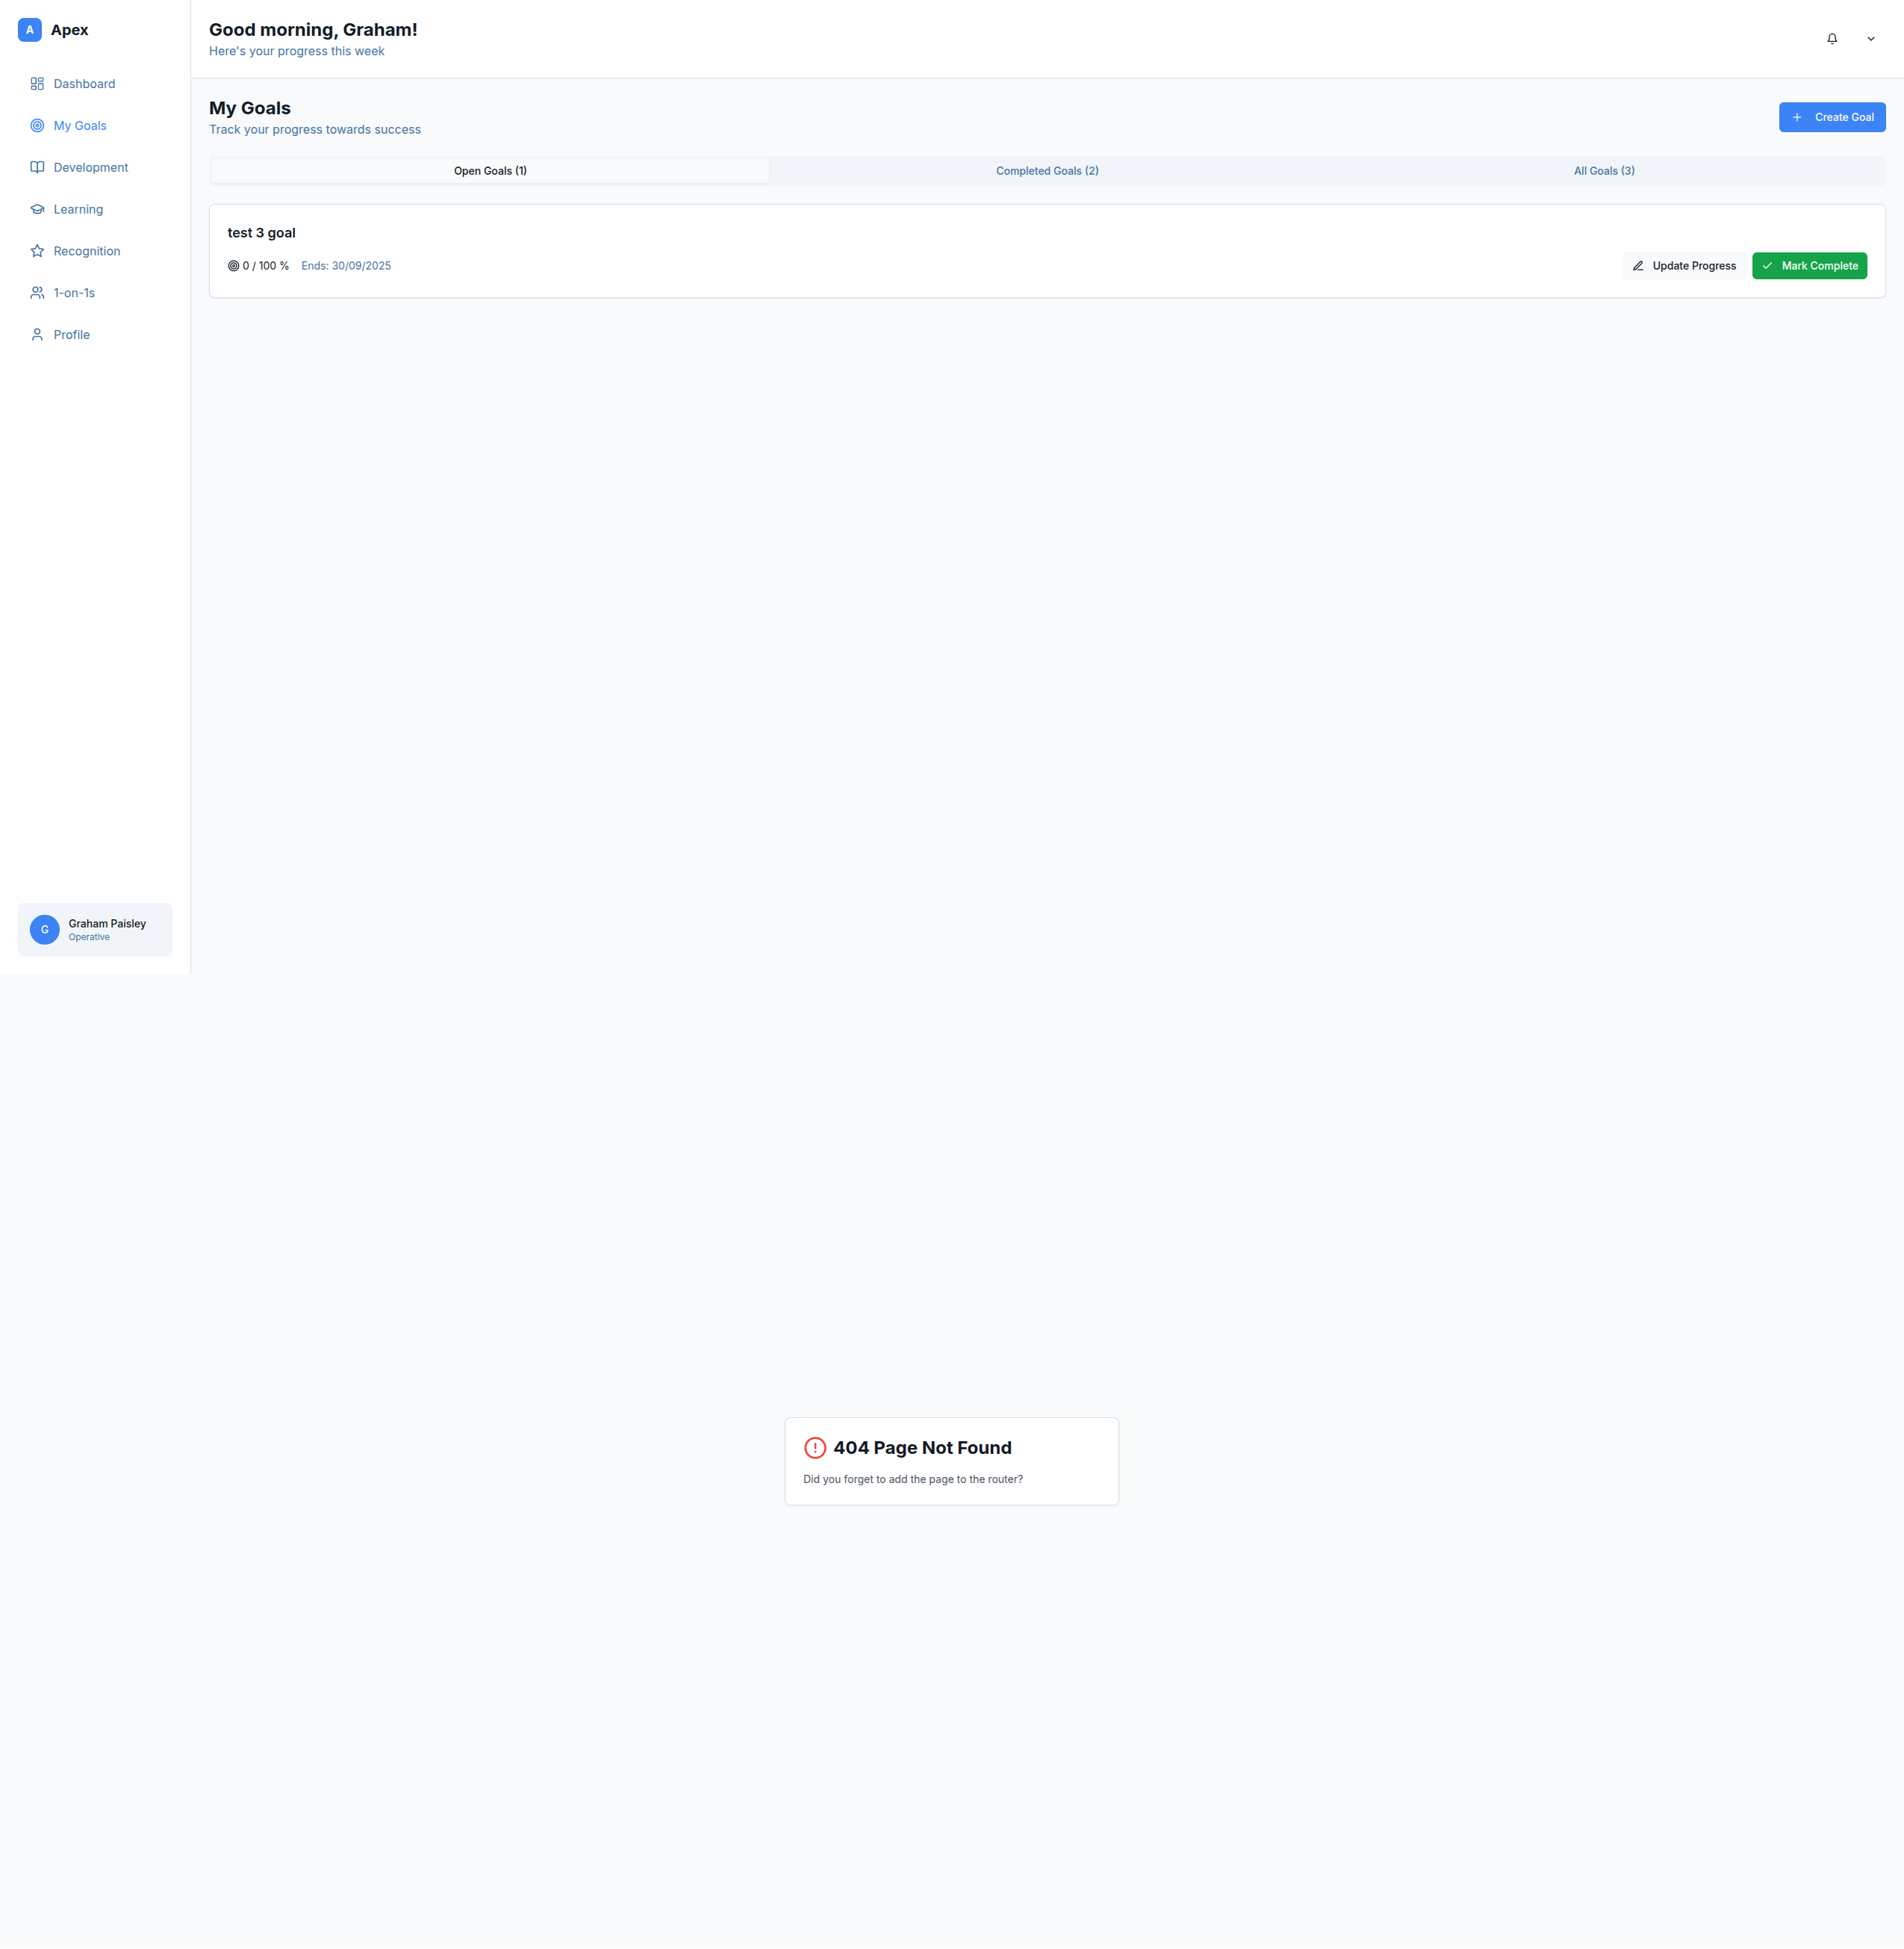 A
Apex
Dashboard
My Goals
Development
Learning
Recognition
1-on-1s
Profile
G
Graham Paisley
Operative
Good morning, Graham!
Here's your progress this week
My Goals
Track your progress towards success
Create Goal
Open Goals (1)
Completed Goals (2)
All Goals (3)
test 3 goal
0 / 100 %
Ends: 30/09/2025
Update Progress
Mark Complete
404 Page Not Found
Did you forget to add the page to the router?